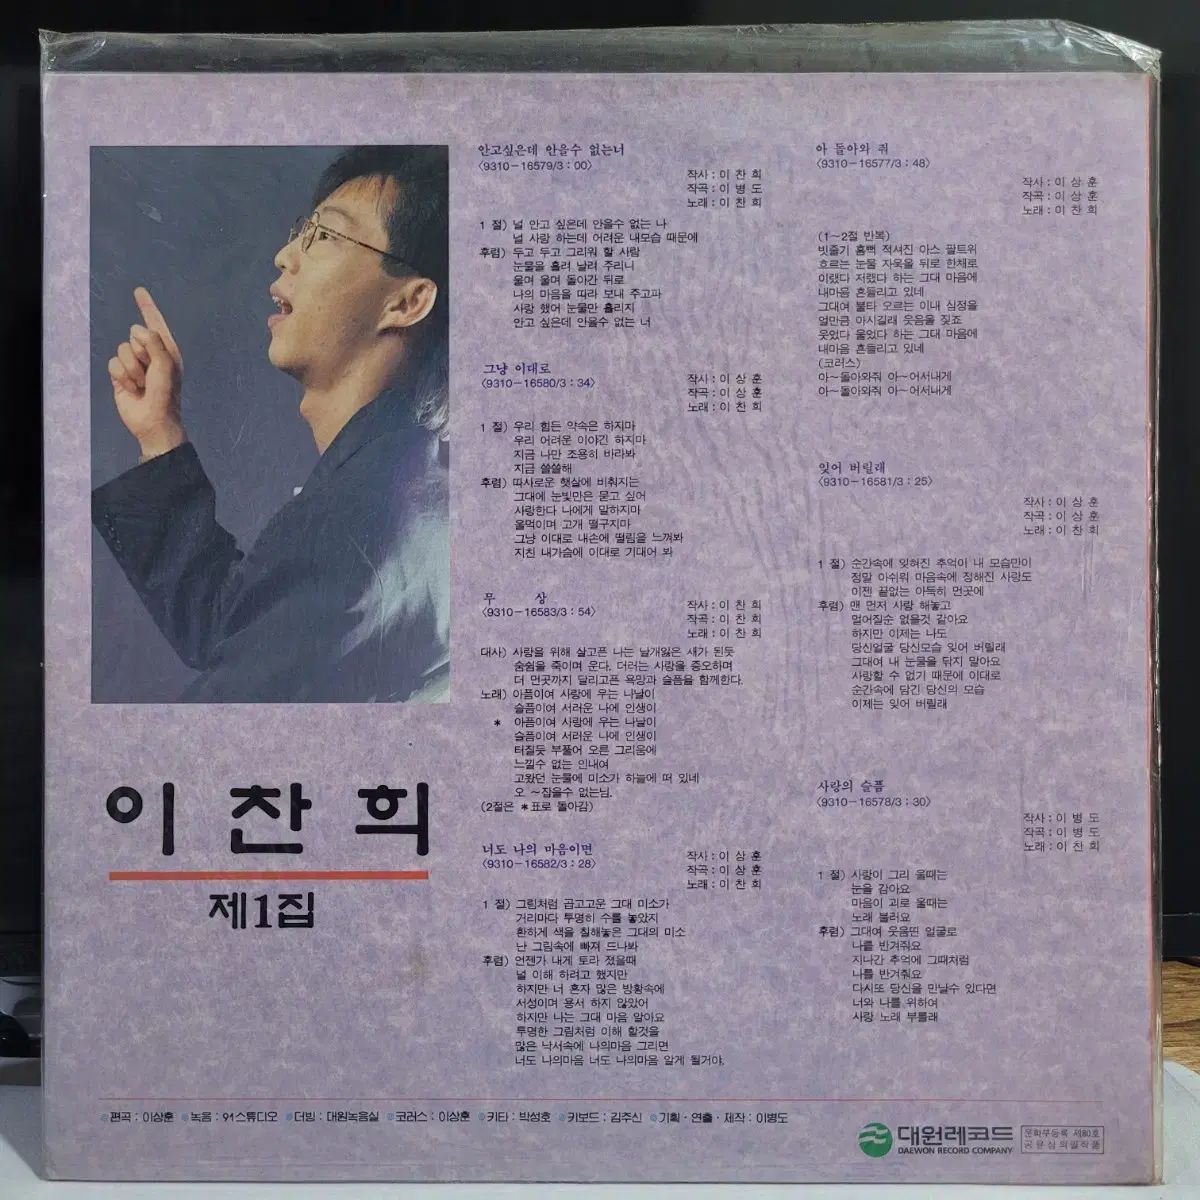 안고싶은데 안을수 없는너
〈9310－16579/3：00〉
작사 : 이 찬 희
작곡 : 이 병 도
노래 : 이 찬 희
1 절) 널 안고 싶은데 안을수 없는 나
널 사랑 하는데 어려운 내모습 때문에
후렴) 두고 두고 그리워 할 사람
눈물을 흘려 날려 주리니
울며 울며 돌아간 뒤로
나의 마음을 따라 보내 주고파
사랑 했어 눈물만 흘리지
안고 싶은데 안을수 없는 너
그냥 이대로
〈9310－16580/3：34〉
작사 : 이 상 훈
작곡 : 이 상 훈
노래 : 이 찬 희
1 절) 우리 힘든 약속은 하지마
우리 어려운 이야긴 하지마
지금 나만 조용히 바라봐
지금 쓸쓸해
후렴) 따사로운 햇살에 비춰지는
그대에 눈빛만은 묻고 싶어
사랑한다 나에게 말하지마
울먹이며 고개 떨구지마
그냥 이대로 내손에 떨림을 느껴봐
지친 내가슴에 이대로 기대어 봐
무 상
〈9310－16583/3：54〉
작사 : 이 찬 희
작곡 : 이 찬 희
노래 : 이 찬 희
대사) 사랑을 위해 살고픈 나는 날개잃은 새가 된듯
숨쉼을 죽이며 운다. 더러는 사랑을 증오하며
더 먼곳까지 달리고픈 욕망과 슬픔을 함께한다.
노래) 아픔이여 사랑에 우는 나날이
슬픔이여 서러운 나에 인생이
* 아픔이여 사랑에 우는 나날이
슬픔이여 서러운 나에 인생이
터질듯 부풀어 오른 그리움에
느낄수 없는 인내여
고왔던 눈물에 미소가 하늘에 떠 있네
오 ～잡을수 없는님.
(2절은 *표로 돌아감)
너도 나의 마음이면
〈9310－16582/3：28〉
작사 : 이 상 훈
작곡 : 이 상 훈
노래 : 이 찬 희
1 절) 그림처럼 곱고고운 그대 미소가
거리마다 투명히 수를 놓았지
환하게 색을 칠해놓은 그대의 미소
난 그림속에 빠져 드나봐
후렴) 언젠가 내게 토라 졌을때
널 이해 하려고 했지만
하지만 너 혼자 많은 방황속에
서성이며 용서 하지 않았어
하지만 나는 그대 마음 알아요
투명한 그림처럼 이해 할것을
많은 낙서속에 나의마음 그리면
너도 나의마음 너도 나의마음 알게 될거야.
아 돌아와 줘
〈9310－16577/3：48〉
작사 : 이 상 훈
작곡 : 이 상 훈
노래 : 이 찬 희
(1～2절 반복)
빗줄기 흠뻑 적셔진 아스 팔트위
흐르는 눈물 자욱을 뒤로 한채로
이랬다 저랬다 하는 그대 마음에
내마음 흔들리고 있네
그대여 불타 오르는 이내 심정을
얼만큼 아시길래 웃음을 짖죠
웃었다 울었다 하는 그대 마음에
내마음 흔들리고 있네
(코러스)
아～돌아와줘 아～어서내게
아～돌아와줘 아～어서내게
잊어 버릴래
〈9310－16581/3：25〉
작사 : 이 상 훈
작곡 : 이 상 훈
노래 : 이 찬 희
1 절) 순간속에 잊혀진 추억이 내 모습만이
정말 아쉬워 마음속에 정해진 사랑도
이젠 끝없는 아득히 먼곳에
후렴) 맨 먼저 사랑 해놓고
멀어질순 없을것 같아요
하지만 이제는 나도
당신얼굴 당신모습 잊어 버릴래
그대여 내 눈물을 닦지 말아요
사랑할 수 없기 때문에 이대로
순간속에 담긴 당신의 모습
이제는 잊어 버릴래
사랑의 슬픔
〈9310－16578/3：30〉
작사 : 이 병 도
작곡 : 이 병 도
노래 : 이 찬 희
1 절) 사랑이 그리 울때는
눈을 감아요
마음이 괴로 울때는
노래 불러요
후렴) 그대여 웃음띤 얼굴로
나를 반겨줘요
지나간 추억에 그때처럼
나를 반겨줘요
다시또 당신을 만날수 있다면
너와 나를 위하여
사랑 노래 부를래
이 찬 희
제1집
편곡 : 이상훈 녹음 : 91스튜디오 더빙 : 대원녹음실 코러스 : 이상훈 키타 : 박성호 키보드 : 김주신 기획 · 연출 · 제작 : 이병도
대원레코드
DAEWON RECORD COMPANY
문화부등록 제80호
공윤심의필작품